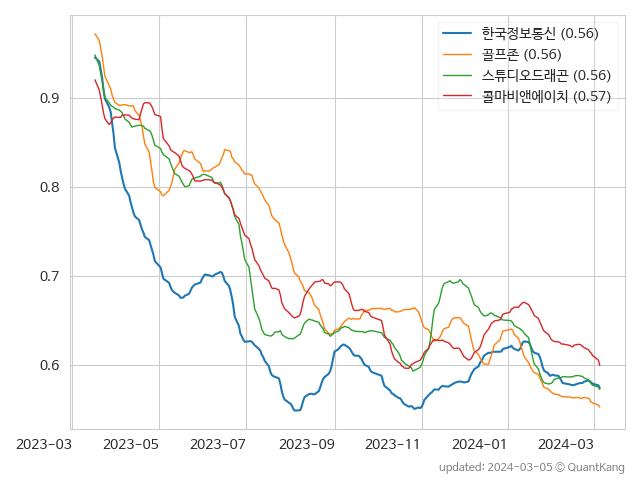 한국정보통신 (0.56)
골프존 (0.56)
스튜디오드래곤 (0.56)
콜마비앤에이치 (0.57)
0.9
0.8
0.7
0.6
2023-03 2023-05 2023-07 2023-09 2023-11 2024-01 2024-03
updated: 2024-03-05 © QuantKang